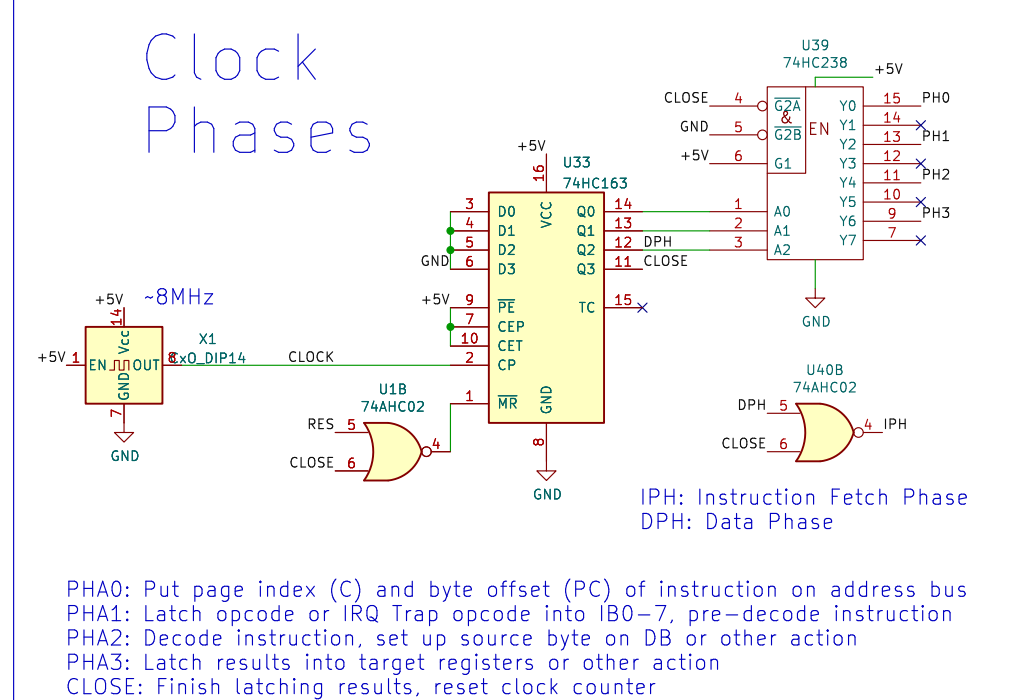 Clock
Phases
U39
74HC238
+5V
CLOSE 4 G2A Y0 15 PH0
& EN
Y1 14
GND 5 G2B Y2 13 PH1
+5V 6 G1 Y3 12
Y4 11 PH2
Y5 10
1 A0 Y6 9 PH3
2 A1 Y7 7
3 A2
GND
+5V
U33
74HC163
16 VCC
3 D0 Q0 14
4 D1 Q1 13
5 D2 Q2 12 DPH
GND 6 D3 Q3 11 CLOSE
+5V 9 PE TC 15
7 CEP
10 CET
2 CP
1 MR
GND
8
GND
+5V ~8MHz
14 Vcc
X1
CxO_DIP14
+5V 1 EN OUT 8 CLOCK
GND
7
GND
U1B
74AHC02
RES 5
4
CLOSE 6
U40B
74AHC02
DPH 5
4 IPH
CLOSE 6
IPH: Instruction Fetch Phase
DPH: Data Phase
PHA0: Put page index (C) and byte offset (PC) of instruction on address bus
PHA1: Latch opcode or IRQ Trap opcode into IB0-7, pre-decode instruction
PHA2: Decode instruction, set up source byte on DB or other action
PHA3: Latch results into target registers or other action
CLOSE: Finish latching results, reset clock counter